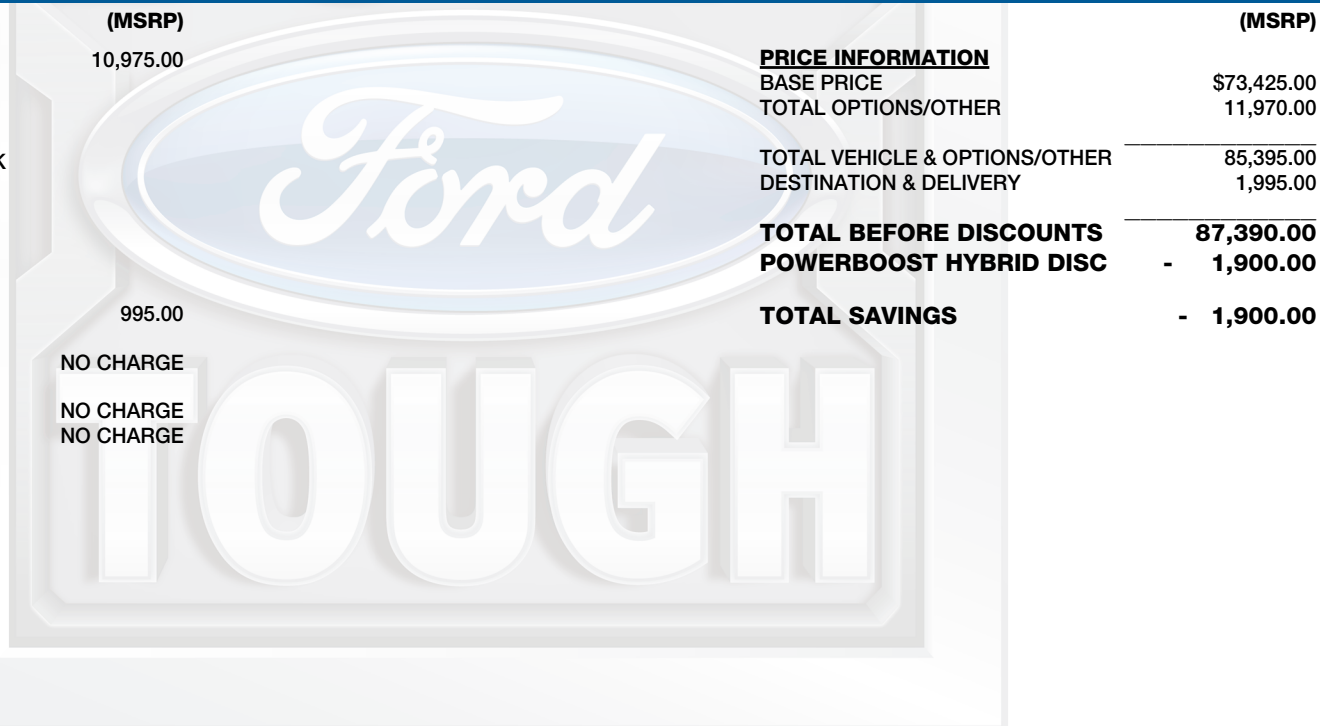 (MSRP)
10,975.00
K
995.00
NO CHARGE
NO CHARGE
NO CHARGE
(MSRP)
PRICE INFORMATION
BASE PRICE $73,425.00
TOTAL OPTIONS/OTHER 11,970.00
TOTAL VEHICLE & OPTIONS/OTHER 85,395.00
DESTINATION & DELIVERY 1,995.00
TOTAL BEFORE DISCOUNTS 87,390.00
POWERBOOST HYBRID DISC - 1,900.00
TOTAL SAVINGS - 1,900.00
Ford
TOUGH